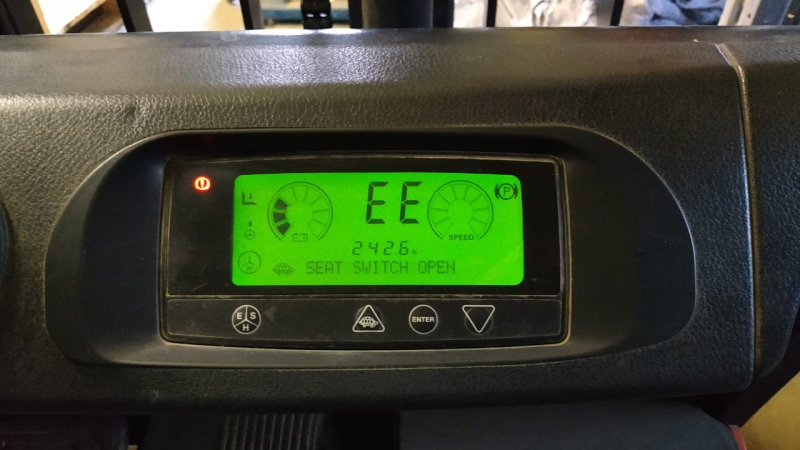 EE
P
2426h
SPEED
H
SEAT SWITCH OPEN
E S
H
ENTER